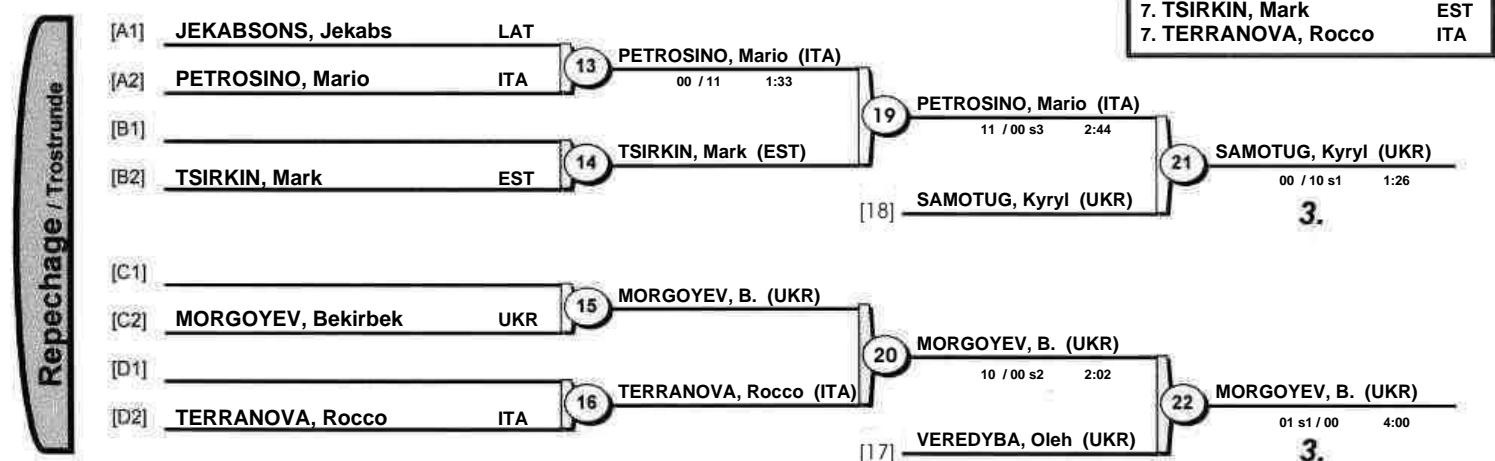 7. TSIRKIN, Mark EST
7. TERRANOVA, Rocco ITA
Repechage / Trostrunde
[A1] JEKABSONS, Jekabs LAT
[A2] PETROSINO, Mario ITA
13
PETROSINO, Mario (ITA)
00 / 11 1:33
[B1]
[B2] TSIRKIN, Mark EST
14
TSIRKIN, Mark (EST)
19
PETROSINO, Mario (ITA)
11 / 00 s3 2:44
[18] SAMOTUG, Kyryl (UKR)
21
SAMOTUG, Kyryl (UKR)
00 / 10 s1 1:26
3.
[C1]
[C2] MORGOYEV, Bekirbek UKR
15
MORGOYEV, B. (UKR)
[D1]
[D2] TERRANOVA, Rocco ITA
16
TERRANOVA, Rocco (ITA)
20
MORGOYEV, B. (UKR)
10 / 00 s2 2:02
[17] VEREDYBA, Oleh (UKR)
22
MORGOYEV, B. (UKR)
01 s1 / 00 4:00
3.